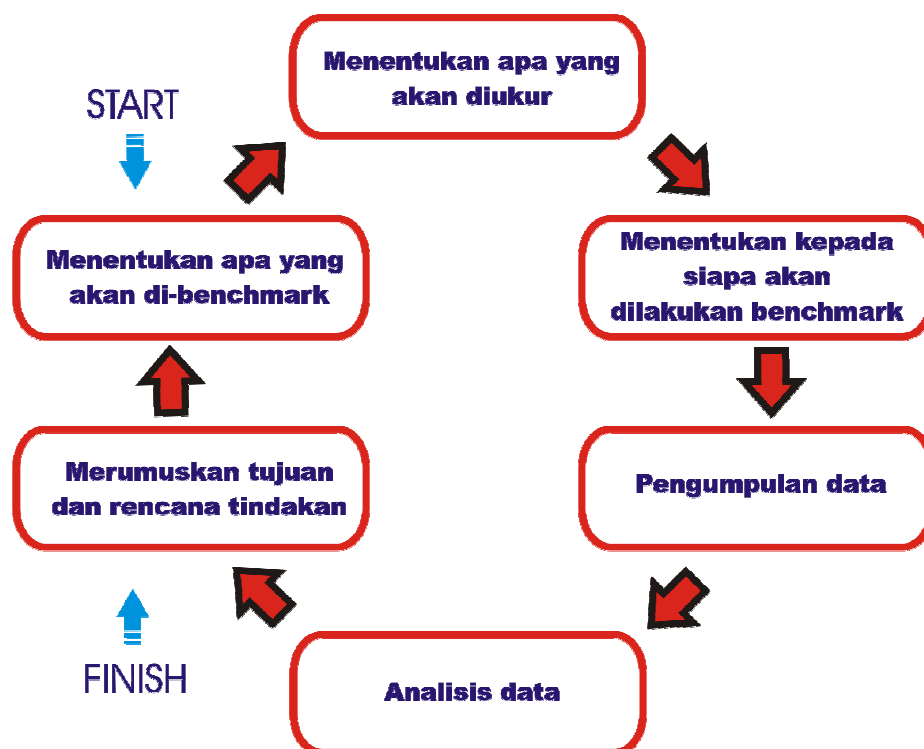 START
Menentukan apa yang
akan di-benchmark
Menentukan apa yang
akan diukur
Menentukan kepada
siapa akan
dilakukan benchmark
Pengumpulan data
Analisis data
Merumuskan tujuan
dan rencana tindakan
FINISH